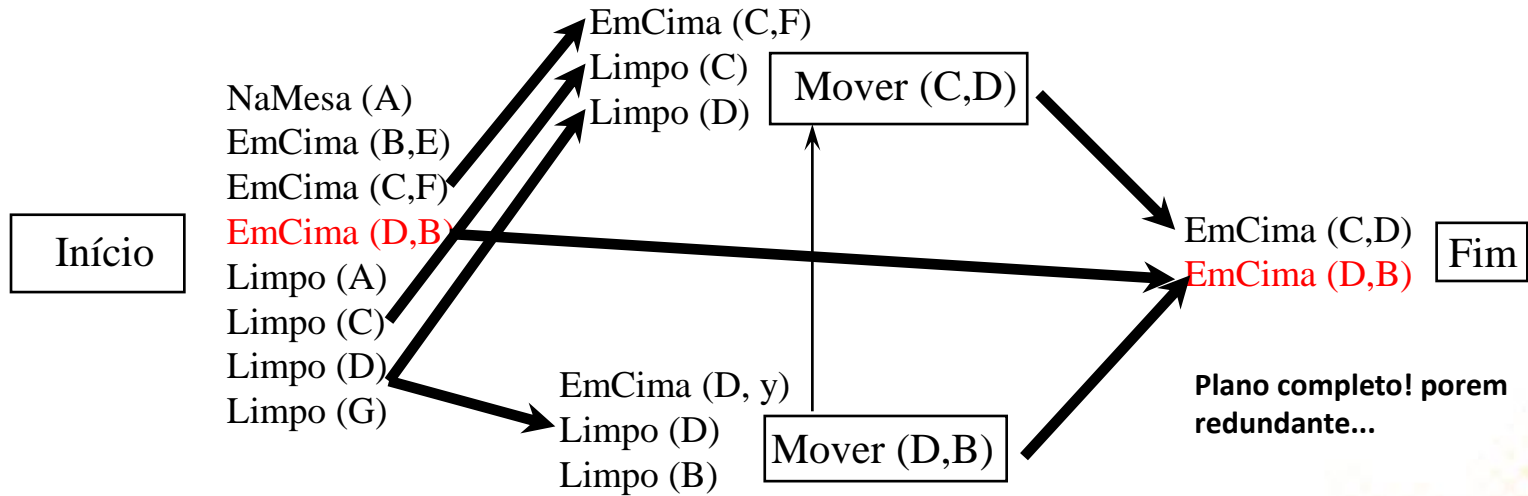 Início
NaMesa (A)
EmCima (B,E)
EmCima (C,F)
EmCima (D,B)
Limpo (A)
Limpo (C)
Limpo (D)
Limpo (G)
EmCima (C,F)
Limpo (C)
Limpo (D)
Mover (C,D)
EmCima (D, y)
Limpo (D)
Limpo (B)
Mover (D,B)
EmCima (C,D)
EmCima (D,B)
Fim
Plano completo! porem
redundante...